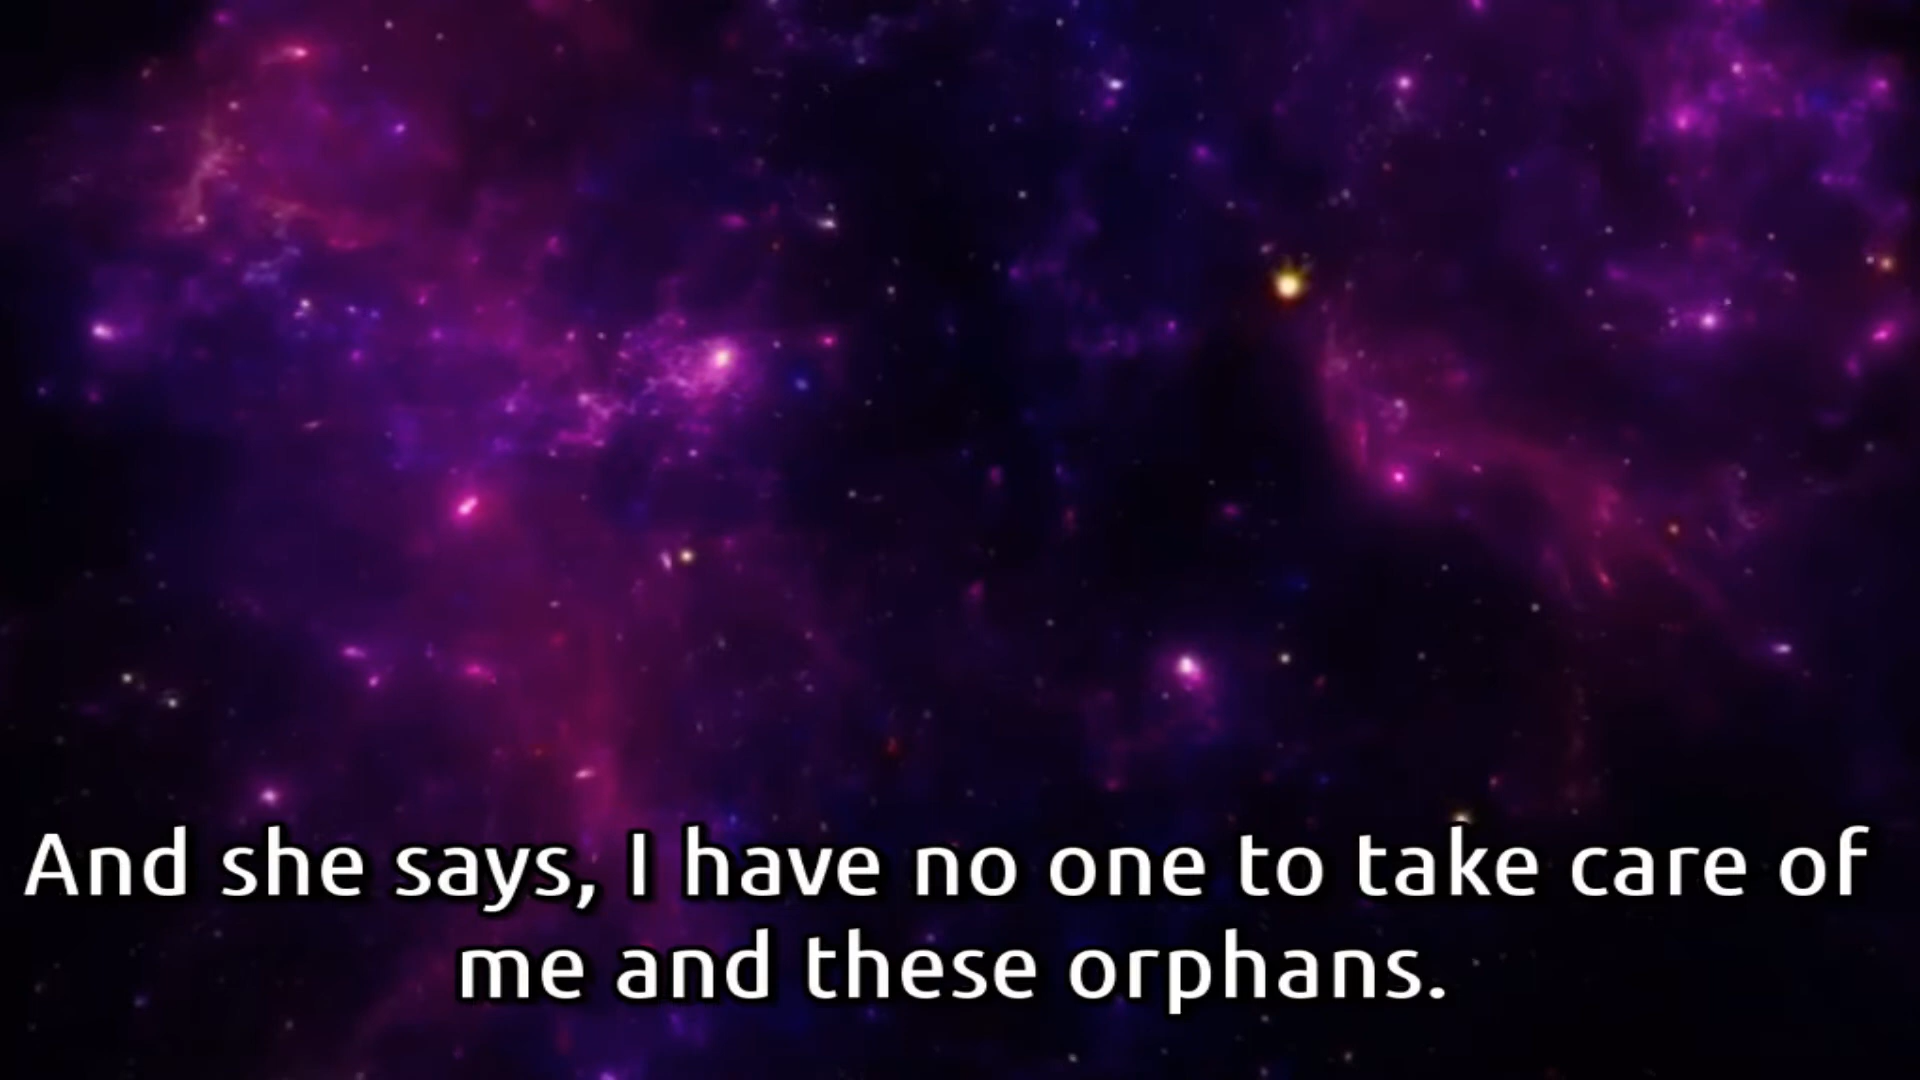 And she says, I have no one to take care of
me and these orphans.